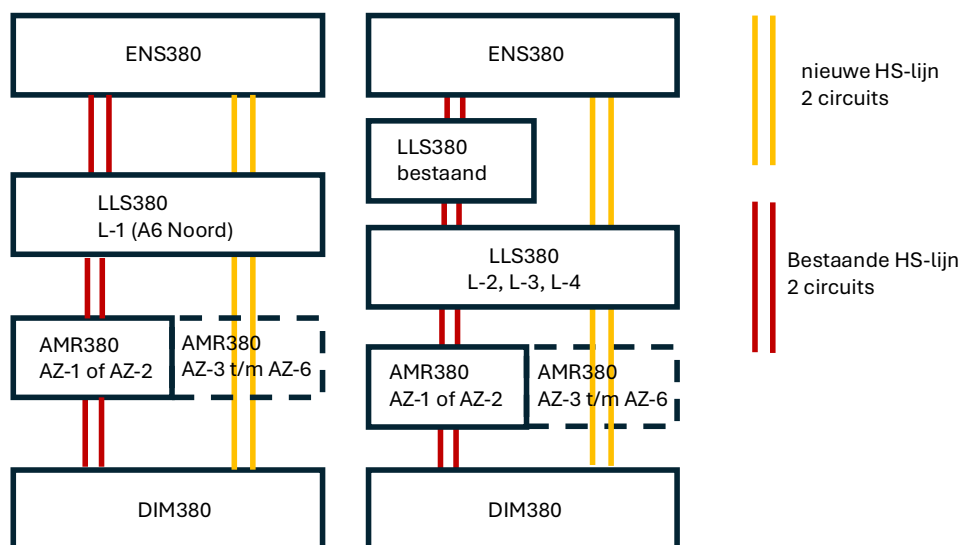 ENS380
LLS380
L-1 (A6 Noord)
AMR380
AZ-1 of AZ-2
AMR380
AZ-3 t/m AZ-6
DIM380
ENS380
LLS380
bestaand
LLS380
L-2, L-3, L-4
AMR380
AZ-1 of AZ-2
AMR380
AZ-3 t/m AZ-6
DIM380
nieuwe HS-lijn
2 circuits
Bestaande HS-lijn
2 circuits